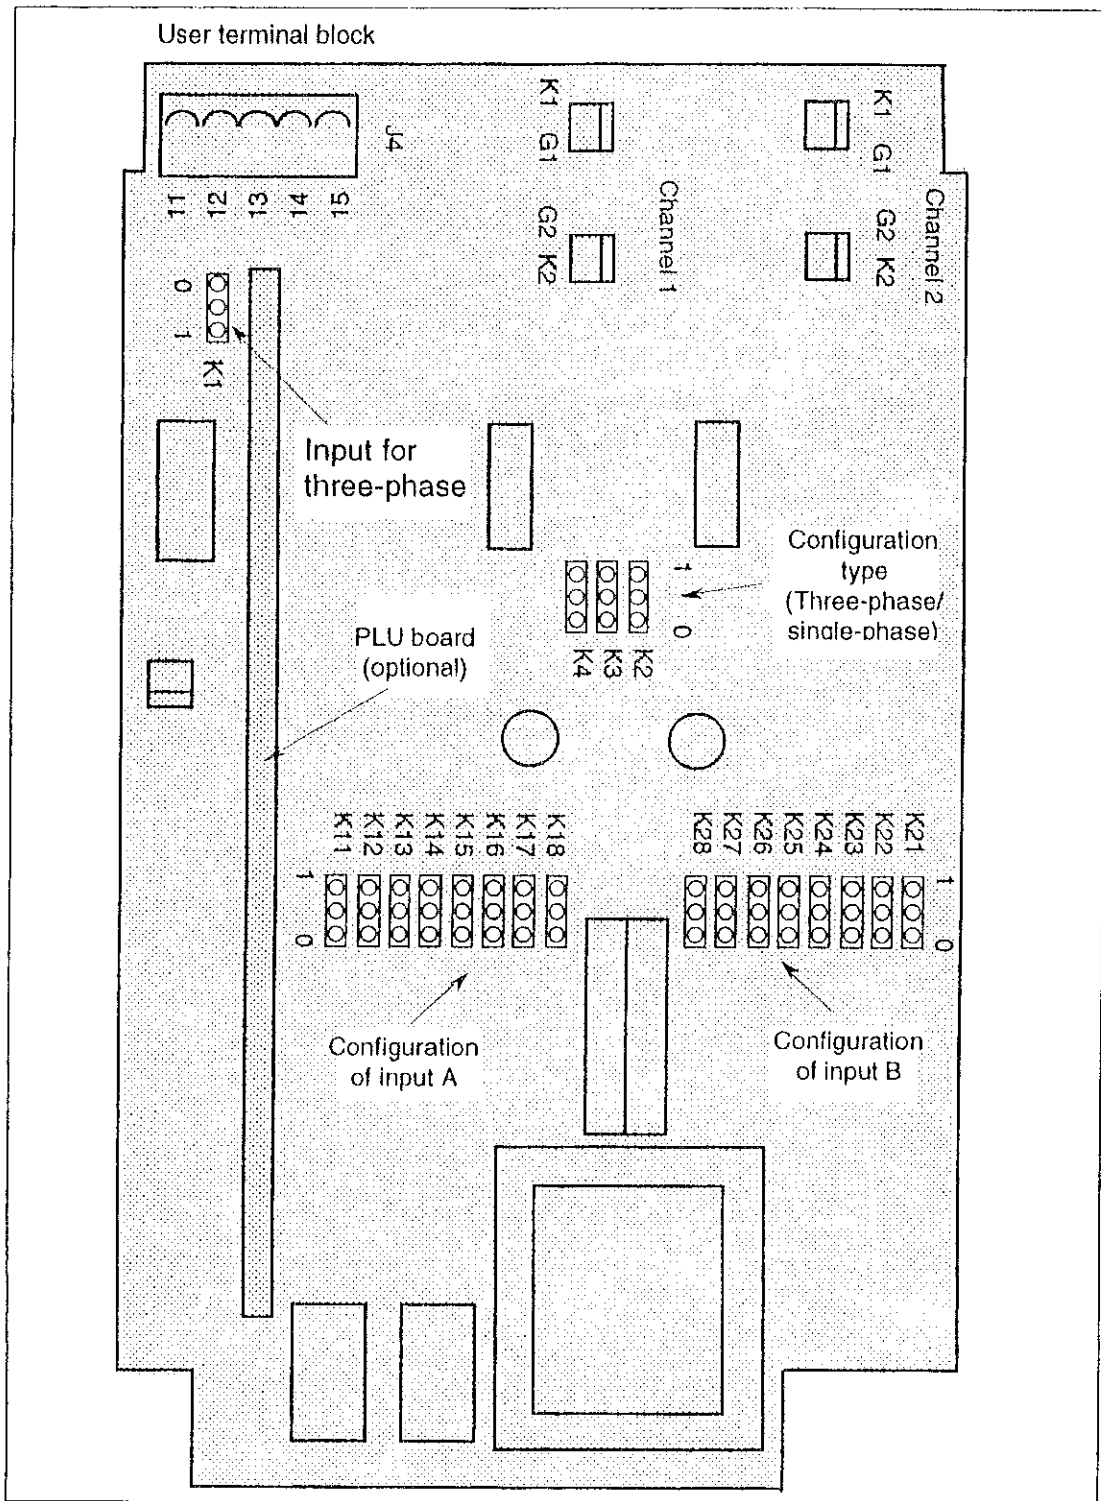 User terminal block
J4
11 12 13 14 15
K1 G1
G2 K2
Channel 1
K1 G1
G2 K2
Channel 2
0 1
K1
Input for
three-phase
Configuration
type
(Three-phase/
single-phase)
1 0
K4 K3 K2
PLU board
(optional)
K11 K12 K13 K14 K15 K16 K17 K18
1 0
K28 K27 K26 K25 K24 K23 K22 K21
1 0
Configuration
of input A
Configuration
of input B